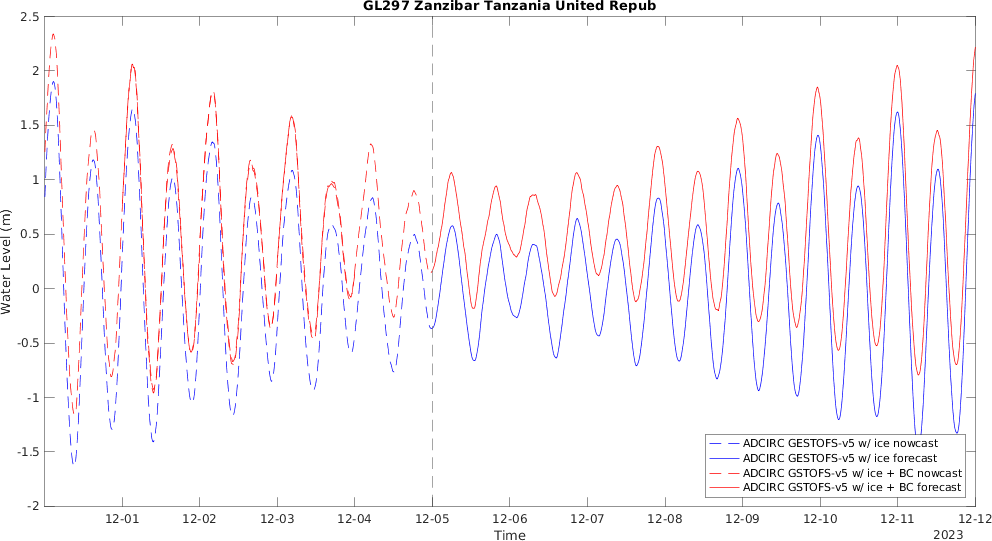 GL297 Zanzibar Tanzania United Repub
2.5
2
1.5
1
0.5
0
-0.5
-1
-1.5
-2
Water Level (m)
12-01 12-02 12-03 12-04 12-05 12-06 12-07 12-08 12-09 12-10 12-11 12-12
Time
2023
ADCIRC GESTOFS-v5 w/ ice nowcast
ADCIRC GESTOFS-v5 w/ ice forecast
ADCIRC GSTOFS-v5 w/ ice + BC nowcast
ADCIRC GSTOFS-v5 w/ ice + BC forecast